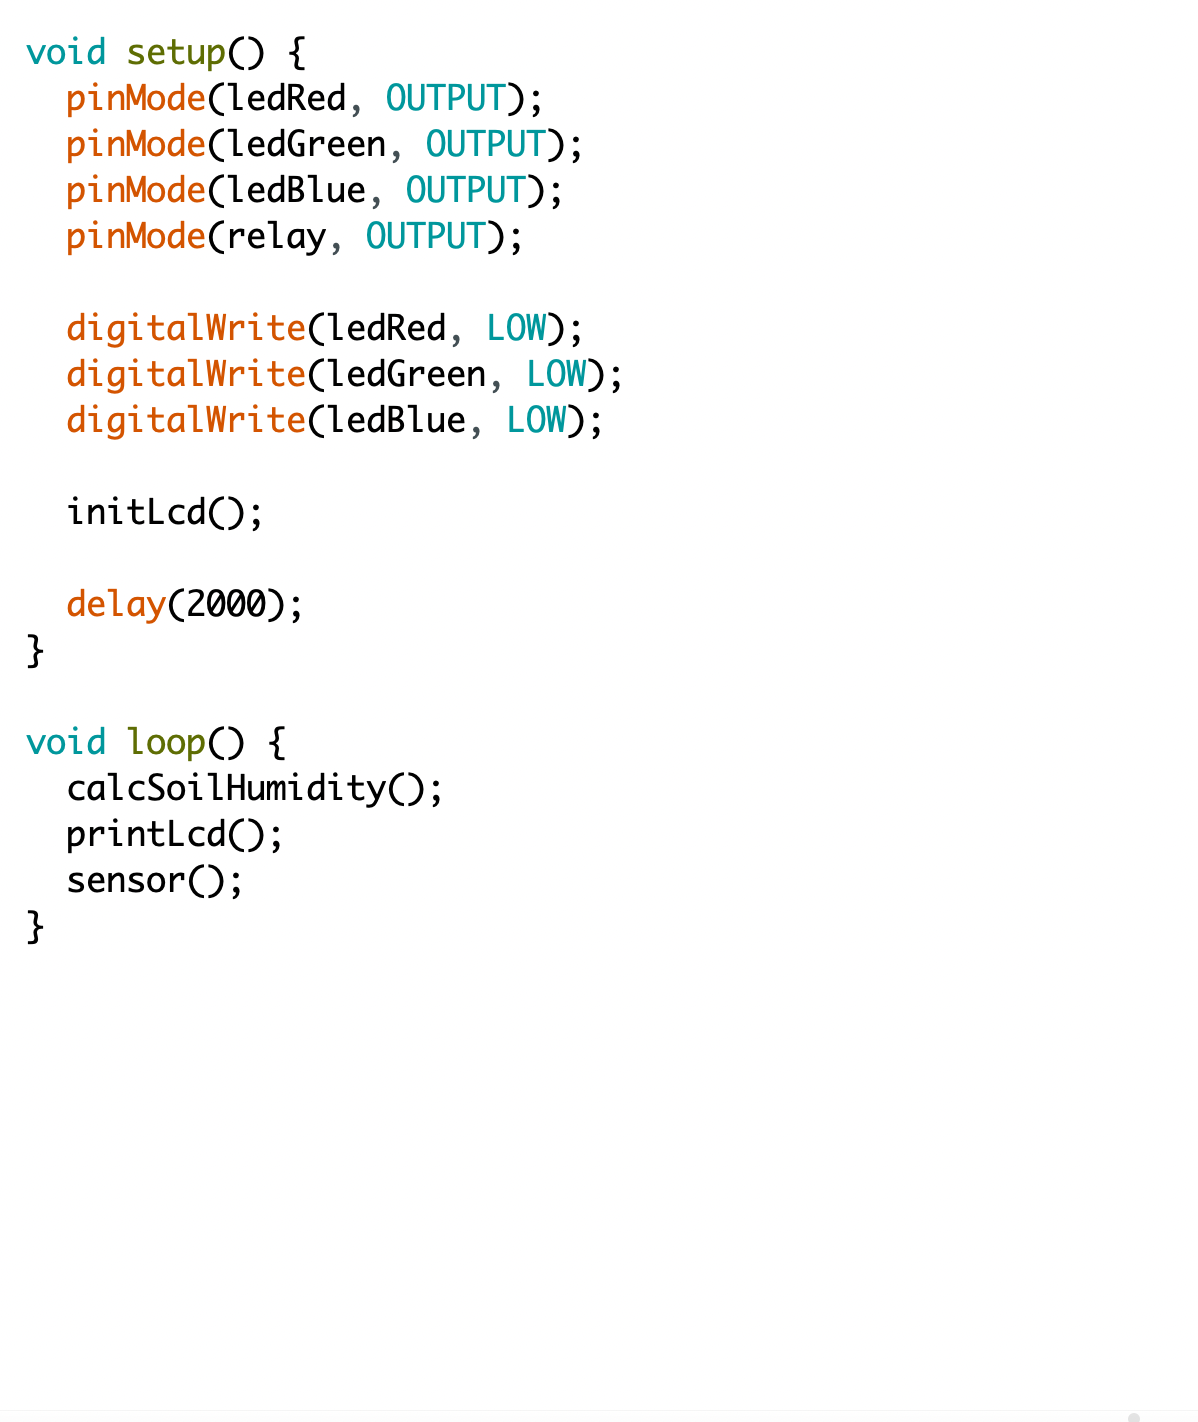 void setup() {
  pinMode(ledRed, OUTPUT);
  pinMode(ledGreen, OUTPUT);
  pinMode(ledBlue, OUTPUT);
  pinMode(relay, OUTPUT);

  digitalWrite(ledRed, LOW);
  digitalWrite(ledGreen, LOW);
  digitalWrite(ledBlue, LOW);

  initLcd();

  delay(2000);
}

void loop() {
  calcSoilHumidity();
  printLcd();
  sensor();
}